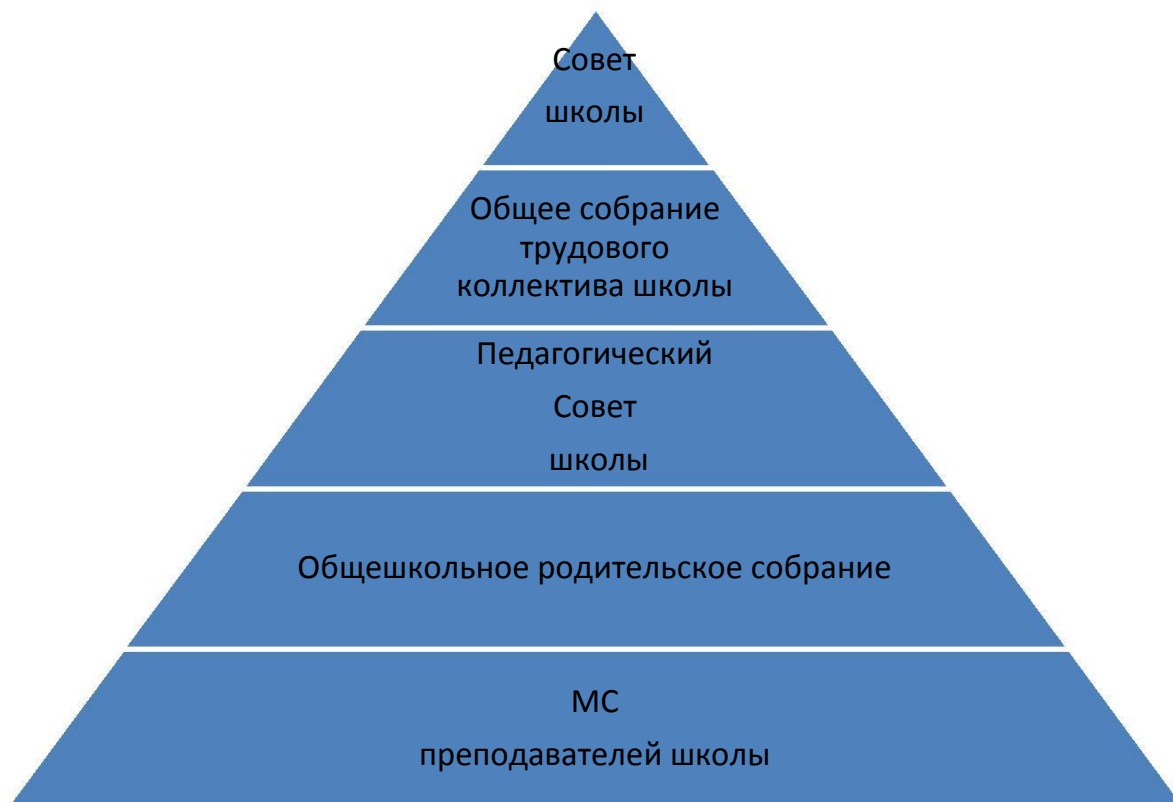 Совет
школы
Общее собрание
трудового
коллектива школы
Педагогический
Совет
школы
Общешкольное родительское собрание
МС
преподавателей школы